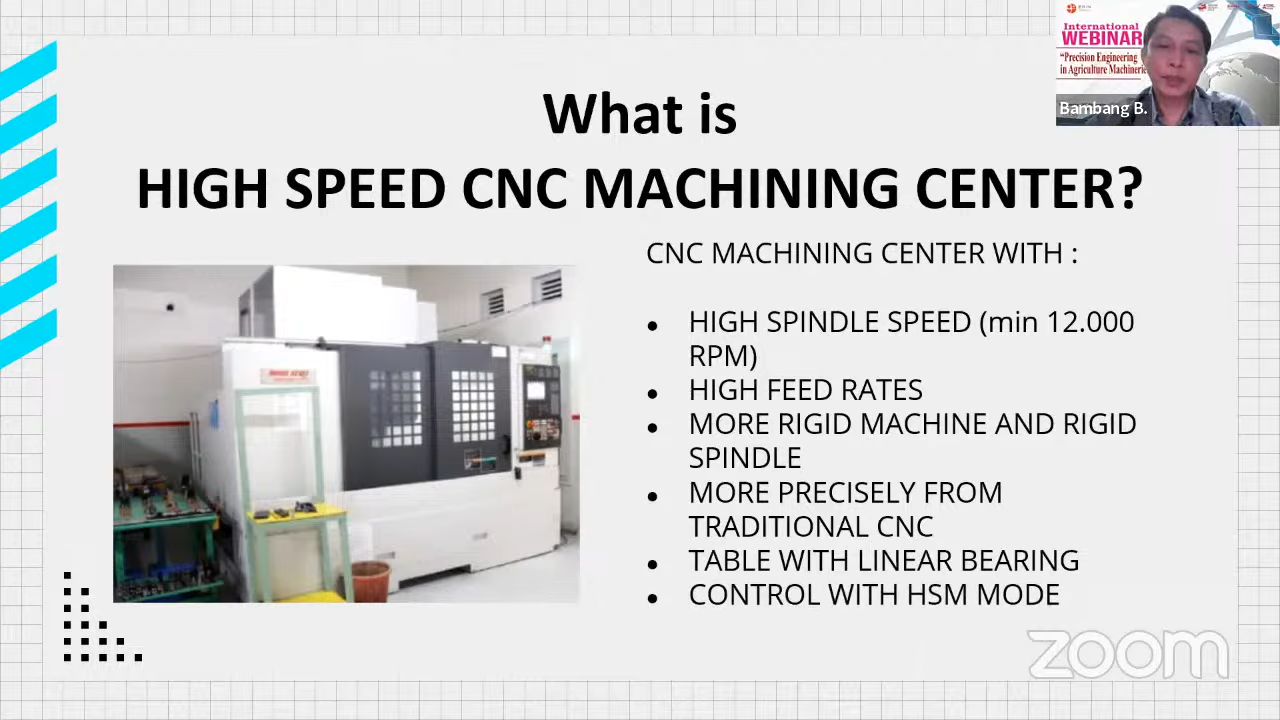 What is
HIGH SPEED CNC MACHINING CENTER?
CNC MACHINING CENTER WITH :
● HIGH SPINDLE SPEED (min 12.000
RPM)
● HIGH FEED RATES
● MORE RIGID MACHINE AND RIGID
SPINDLE
● MORE PRECISELY FROM
TRADITIONAL CNC
● TABLE WITH LINEAR BEARING
● CONTROL WITH HSM MODE
International
WEBINAR
"Precision Engineering
in Agriculture Machinerie
Bambang B.
zoom